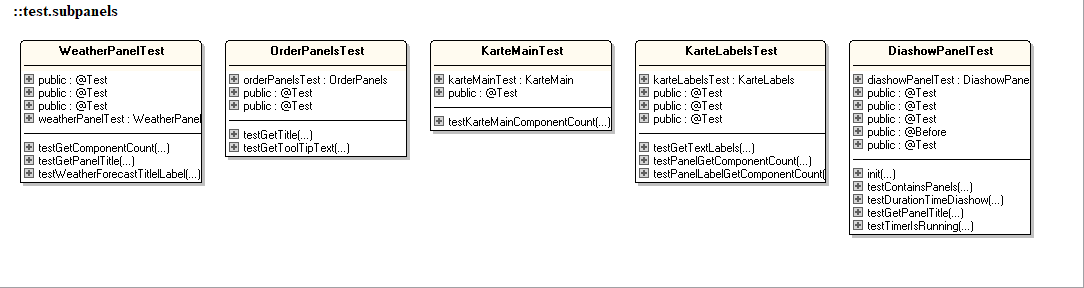 ::test.subpanels
WeatherPanelTest
public : @Test
public : @Test
public : @Test
weatherPanelTest : WeatherPanel
testGetComponentCount(...)
testGetPanelTitle(...)
testWeatherForecastTitleLabel(...)
OrderPanelsTest
orderPanelsTest : OrderPanels
public : @Test
public : @Test
testGetTitle(...)
testGetToolTipText(...)
KarteMainTest
karteMainTest : KarteMain
public : @Test
testKarteMainComponentCount(...)
KarteLabelsTest
karteLabelsTest : KarteLabels
public : @Test
public : @Test
public : @Test
testGetTextLabels(...)
testPanelGetComponentCount(...)
testPanelLabelGetComponentCount(
DiashowPanelTest
diashowPanelTest : DiashowPane
public : @Test
public : @Test
public : @Test
public : @Before
public : @Test
init(...)
testContainsPanels(...)
testDurationTimeDiashow(...)
testGetPanelTitle(...)
testTimerIsRunning(...)